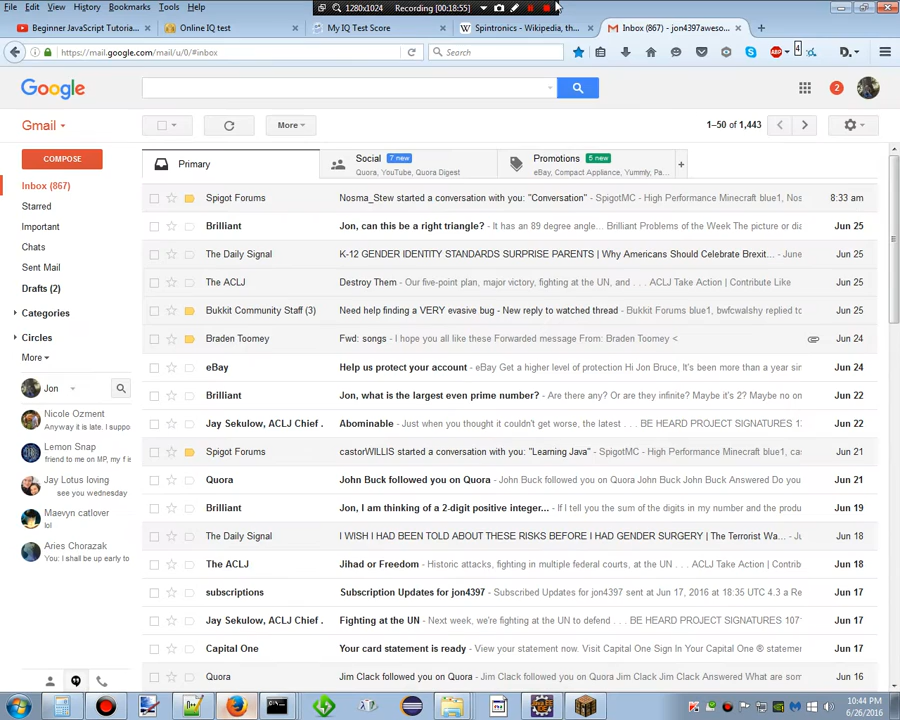 File Edit View History Bookmarks Tools Help
1280x1024 Recording [00:18:55]
Beginner JavaScript Tutoria... × Online IQ test × My IQ Test Score × Spintronics - Wikipedia, th... × Inbox (867) - jon4397aweso... × +
https://mail.google.com/mail/u/0/#inbox Search ABP 4 D.
Google 2
Gmail More 1–50 of 1,443
COMPOSE
Primary
Social 7 new
Quora, YouTube, Quora Digest
Promotions 5 new
eBay, Compact Appliance, Yummly, Pa...
+
Inbox (867)
Starred
Important
Chats
Sent Mail
Drafts (2)
Categories
Circles
More
Jon
Nicole Ozment
Anyway it is late. I suppo
Lemon Snap
friend to me on MP, my f is
Jay Lotus loving
see you wednesday
Maevyn catlover
lol
Aries Chorazak
You: I shall be up early to
Spigot Forums Nosma_Stew started a conversation with you: "Conversation" - SpigotMC - High Performance Minecraft blue1, Nos 8:33 am
Brilliant Jon, can this be a right triangle? - It has an 89 degree angle... - Brilliant Problems of the Week The picture or dia Jun 25
The Daily Signal K-12 GENDER IDENTITY STANDARDS SURPRISE PARENTS | Why Americans Should Celebrate Brexit... - June Jun 25
The ACLJ Destroy Them - Our five-point plan, major victory, fighting at the UN, and . . . ACLJ Take Action | Contribute Like Jun 25
Bukkit Community Staff (3) Need help finding a VERY evasive bug - New reply to watched thread - Bukkit Forums blue1, bwfcwalshy replied to Jun 25
Braden Toomey Fwd: songs - I hope you all like these Forwarded message From: Braden Toomey < Jun 24
eBay Help us protect your account - eBay Get a higher level of protection Hi Jon Bruce, It's been more than a year sin Jun 24
Brilliant Jon, what is the largest even prime number? - Are there any? Or are they infinite? Maybe it's 2? Maybe no on Jun 22
Jay Sekulow, ACLJ Chief . Abominable - Just when you thought it couldn't get worse, the latest . . . BE HEARD PROJECT SIGNATURES 1: Jun 22
Spigot Forums castorWILLIS started a conversation with you: "Learning Java" - SpigotMC - High Performance Minecraft blue1, cas Jun 21
Quora John Buck followed you on Quora - John Buck followed you on Quora John Buck John Buck Answered Do you Jun 21
Brilliant Jon, I am thinking of a 2-digit positive integer... - If I tell you the sum of the digits in my number and the produ Jun 19
The Daily Signal I WISH I HAD BEEN TOLD ABOUT THESE RISKS BEFORE I HAD GENDER SURGERY | The Terrorist Wa... - Ju Jun 18
The ACLJ Jihad or Freedom - Historic attacks, fighting in multiple federal courts, at the UN . . . ACLJ Take Action | Contrib Jun 18
subscriptions Subscription Updates for jon4397 - Subscribed Updates for jon4397 sent at Jun 17, 2016 at 18:35 UTC 4.3 a Re Jun 17
Jay Sekulow, ACLJ Chief . Fighting at the UN - Next week, we're fighting at the UN to defend . . . BE HEARD PROJECT SIGNATURES 107' Jun 17
Capital One Your card statement is ready - View your statement now. Visit Capital One Sign In Your Capital One ® statement Jun 17
Quora Jim Clack followed you on Quora - Jim Clack followed you on Quora Jim Clack Jim Clack Answered What are so Jun 16
10:44 PM
6/26/2016